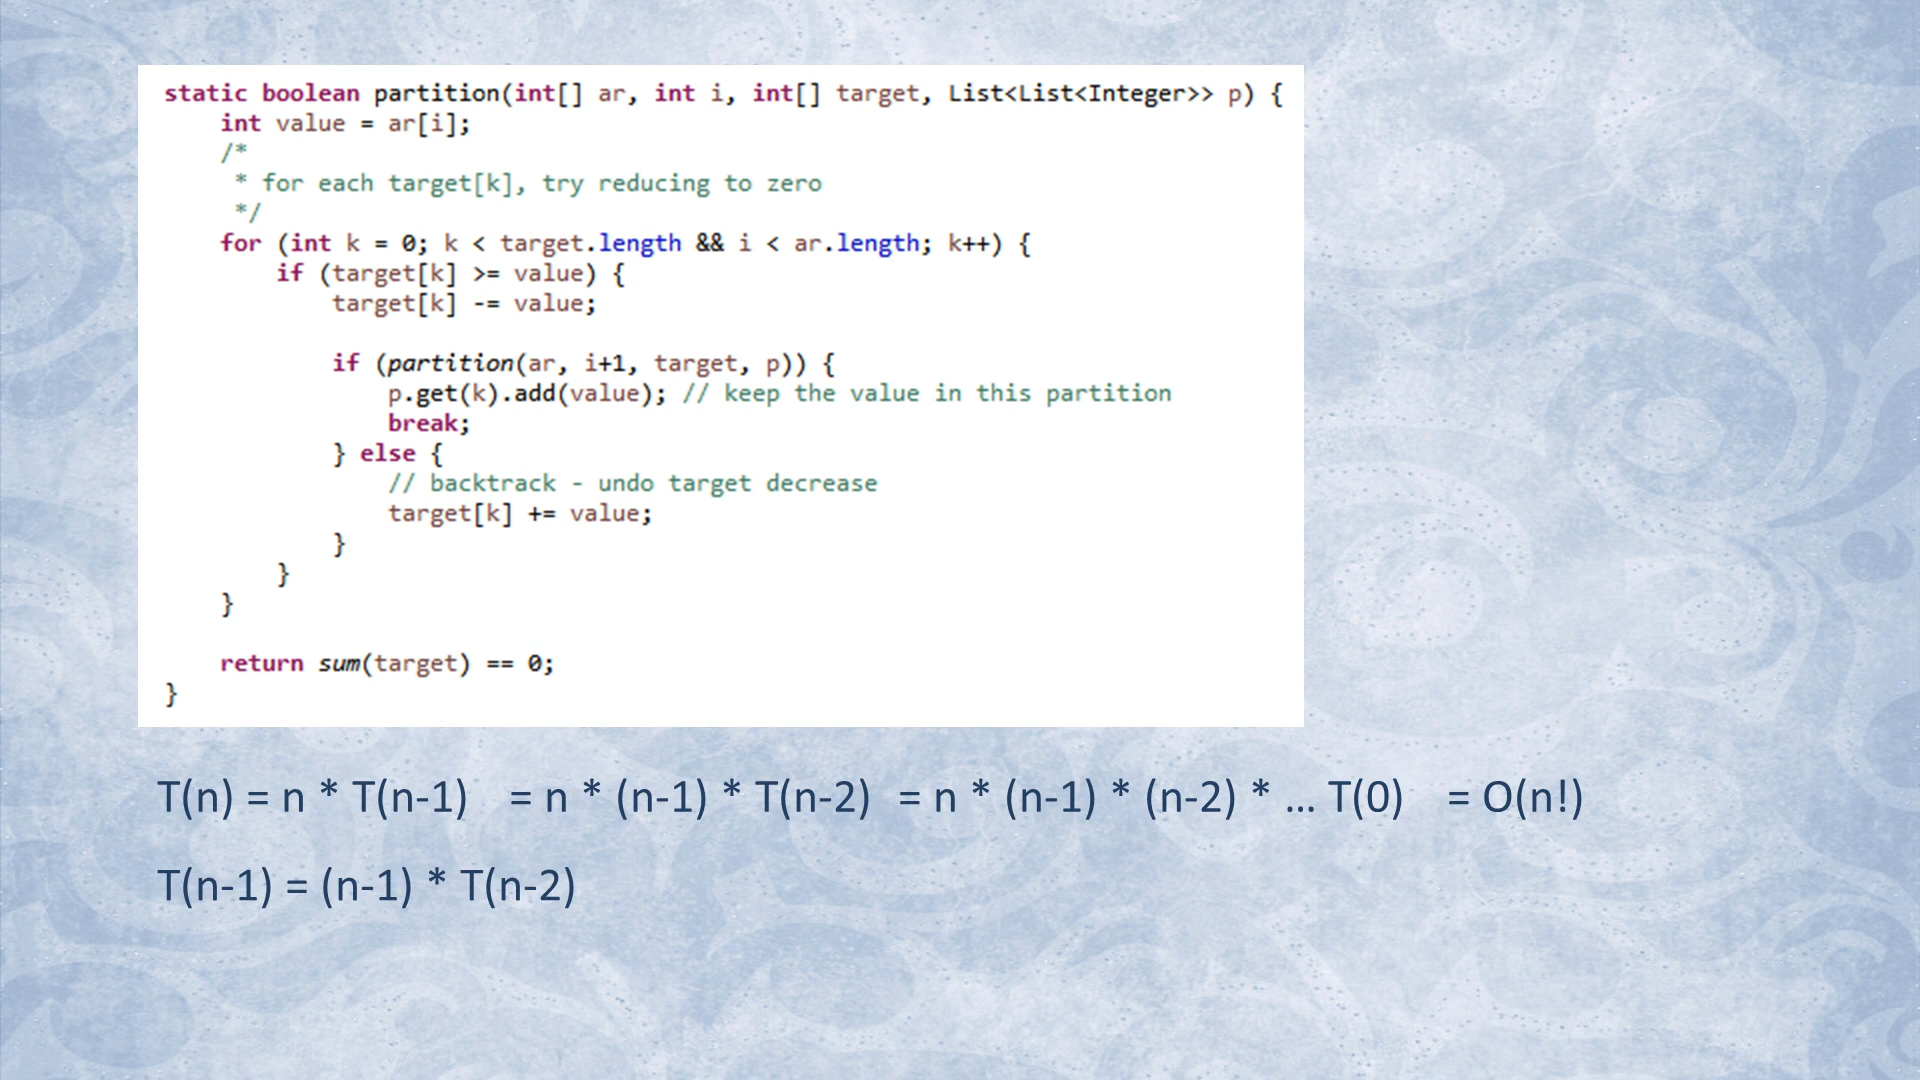 static boolean partition(int[] ar, int i, int[] target, List<List<Integer>> p) {
    int value = ar[i];
    /*
     * for each target[k], try reducing to zero
     */
    for (int k = 0; k < target.length && i < ar.length; k++) {
        if (target[k] >= value) {
            target[k] -= value;
            if (partition(ar, i+1, target, p)) {
                p.get(k).add(value); // keep the value in this partition
                break;
            } else {
                // backtrack - undo target decrease
                target[k] += value;
            }
        }
    }
    return sum(target) == 0;
}
T(n) = n * T(n-1) = n * (n-1) * T(n-2) = n * (n-1) * (n-2) * ... T(0) = O(n!)
T(n-1) = (n-1) * T(n-2)